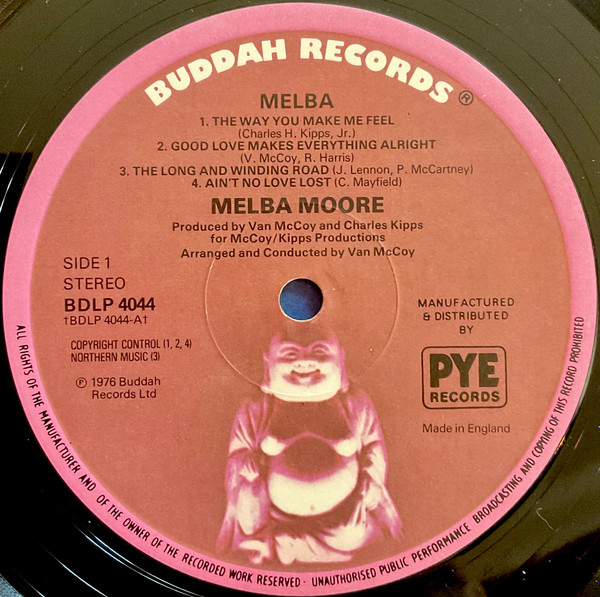 BUDDAH RECORDS ®
MELBA
1. THE WAY YOU MAKE ME FEEL
(Charles H. Kipps, Jr.)
2. GOOD LOVE MAKES EVERYTHING ALRIGHT
(V. McCoy, R. Harris)
3. THE LONG AND WINDING ROAD (J. Lennon, P. McCartney)
4. AIN'T NO LOVE LOST (C. Mayfield)
MELBA MOORE
Produced by Van McCoy and Charles Kipps
for McCoy/Kipps Productions
Arranged and Conducted by Van McCoy
SIDE 1
STEREO
BDLP 4044
†BDLP 4044-A†
COPYRIGHT CONTROL (1, 2, 4)
NORTHERN MUSIC (3)
℗ 1976 Buddah
Records Ltd
MANUFACTURED
& DISTRIBUTED
BY
PYE
RECORDS
Made in England
ALL RIGHTS OF THE MANUFACTURER AND OF THE OWNER OF THE RECORDED WORK RESERVED · UNAUTHORISED PUBLIC PERFORMANCE BROADCASTING AND COPYING OF THIS RECORD PROHIBITED